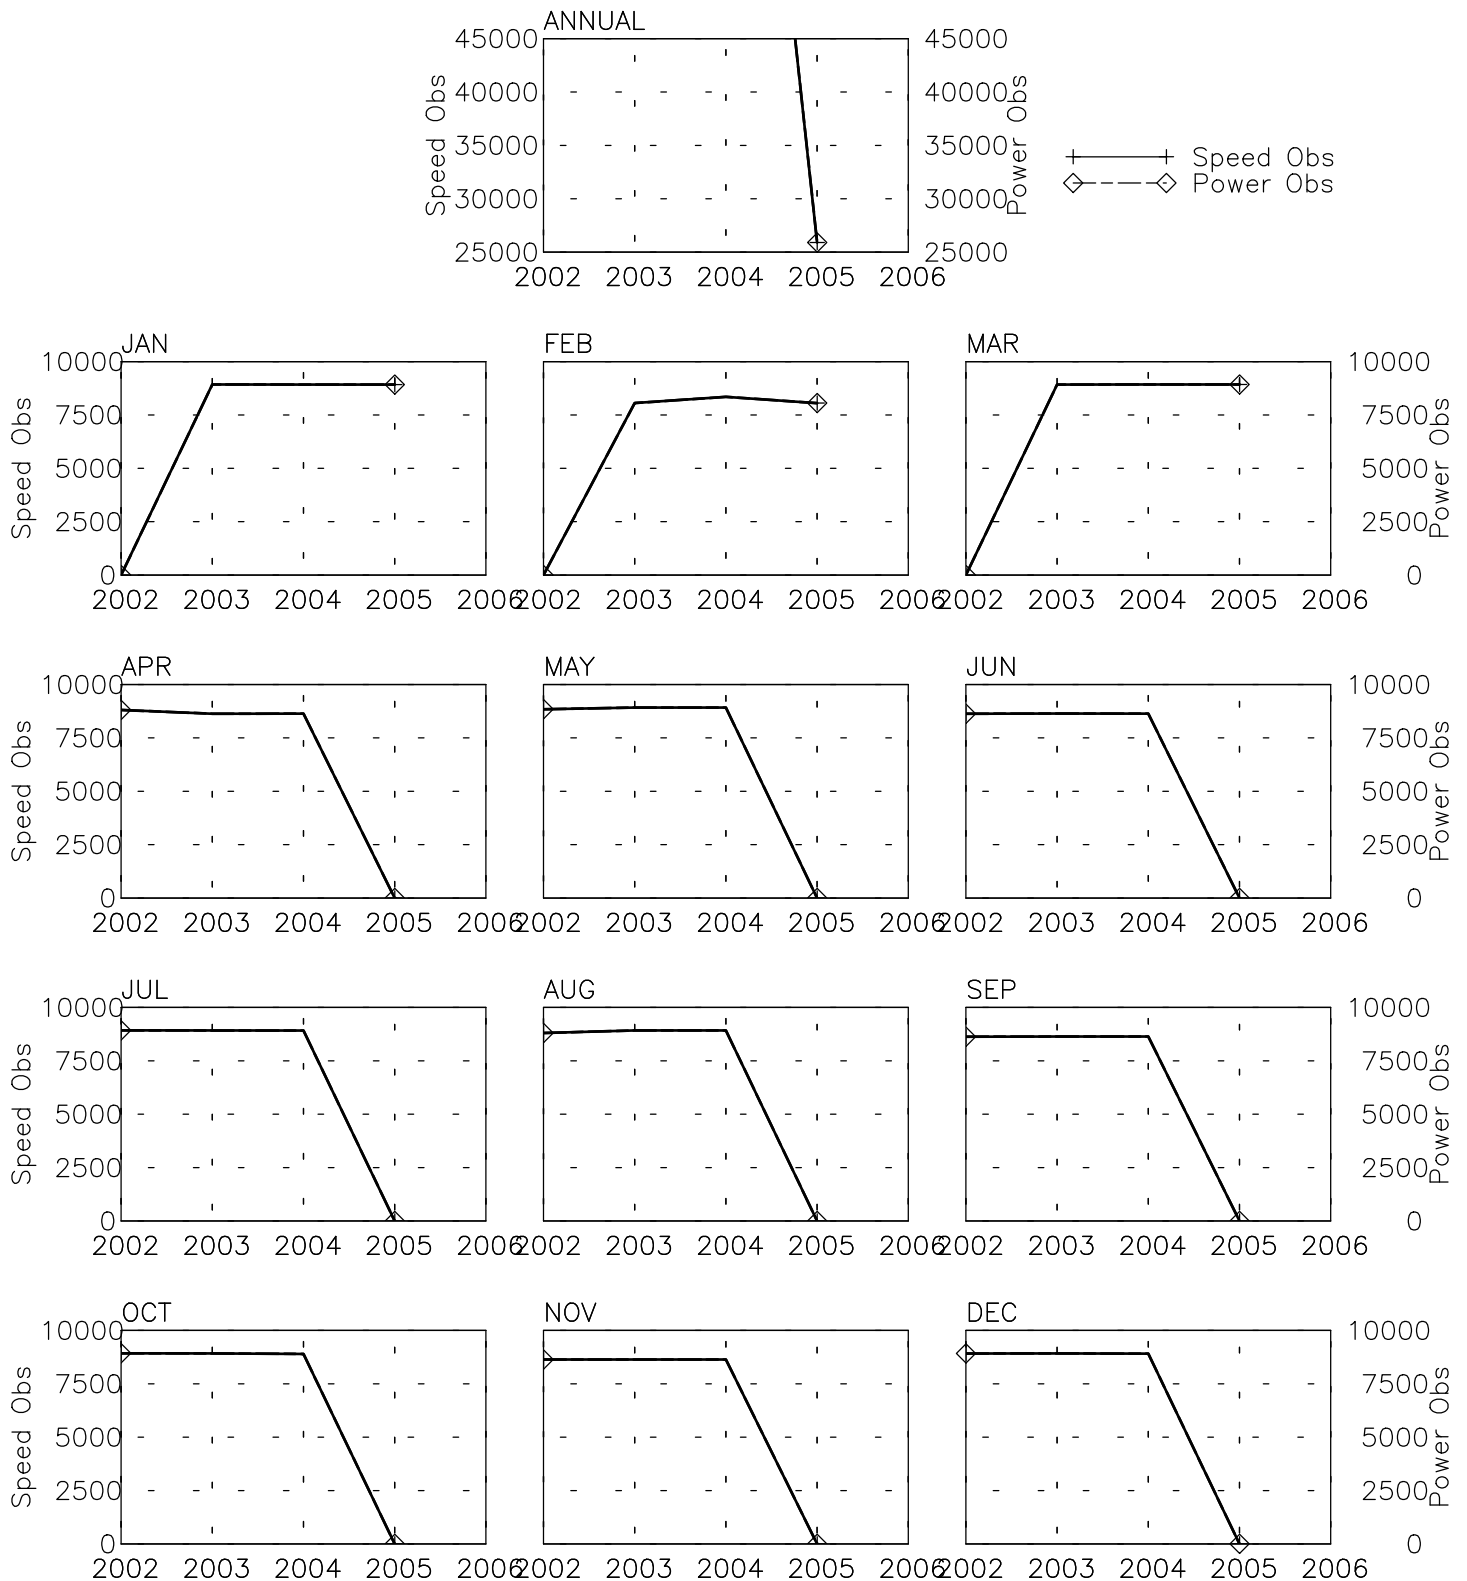 ANNUAL
45000 45000
40000 40000
35000 35000
30000 30000
25000 25000
Speed Obs
Power Obs
2002 2003 2004 2005 2006
Speed Obs
Power Obs
JAN FEB MAR
10000 10000
7500 7500
5000 5000
2500 2500
0 0
Speed Obs
Power Obs
2002 2003 2004 2005 2006 2002 2003 2004 2005 2006 2002 2003 2004 2005 2006
APR MAY JUN
10000 10000
7500 7500
5000 5000
2500 2500
0 0
Speed Obs
Power Obs
2002 2003 2004 2005 2006 2002 2003 2004 2005 2006 2002 2003 2004 2005 2006
JUL AUG SEP
10000 10000
7500 7500
5000 5000
2500 2500
0 0
Speed Obs
Power Obs
2002 2003 2004 2005 2006 2002 2003 2004 2005 2006 2002 2003 2004 2005 2006
OCT NOV DEC
10000 10000
7500 7500
5000 5000
2500 2500
0 0
Speed Obs
Power Obs
2002 2003 2004 2005 2006 2002 2003 2004 2005 2006 2002 2003 2004 2005 2006